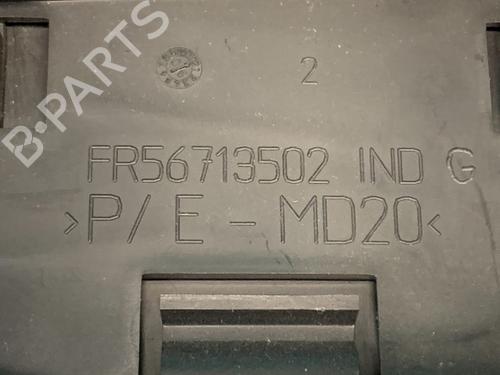 2
FR56713502 IND G
>P/E-MD20<
B-PARTS